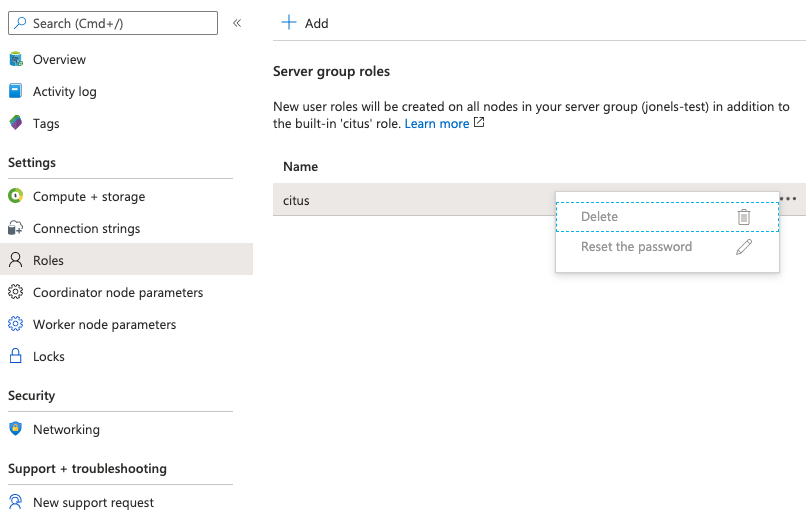 Search (Cmd+/)
«
Overview
Activity log
Tags
Settings
Compute + storage
Connection strings
Roles
Coordinator node parameters
Worker node parameters
Locks
Security
Networking
Support + troubleshooting
New support request
+ Add
Server group roles
New user roles will be created on all nodes in your server group (jonels-test) in addition to
the built-in 'citus' role. Learn more
Name
citus
Delete
Reset the password